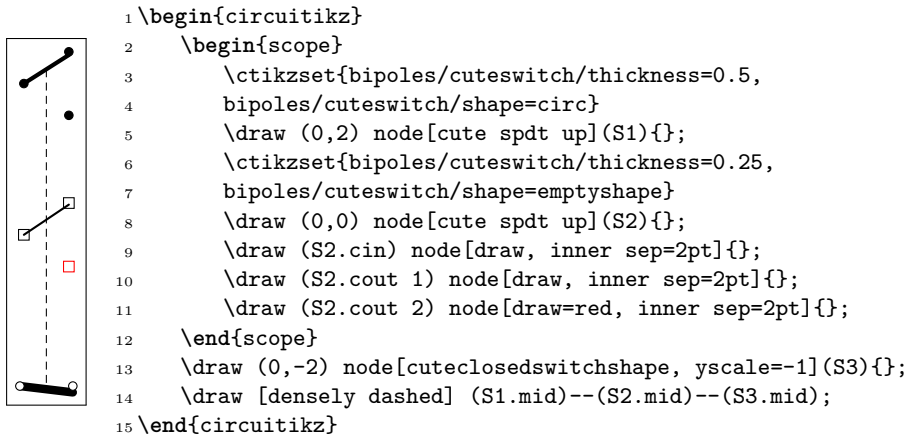 1 \begin{circuitikz}
2     \begin{scope}
3         \ctikzset{bipoles/cuteswitch/thickness=0.5,
4         bipoles/cuteswitch/shape=circ}
5         \draw (0,2) node[cute spdt up](S1){};
6         \ctikzset{bipoles/cuteswitch/thickness=0.25,
7         bipoles/cuteswitch/shape=emptyshape}
8         \draw (0,0) node[cute spdt up](S2){};
9         \draw (S2.cin) node[draw, inner sep=2pt]{};
10         \draw (S2.cout 1) node[draw, inner sep=2pt]{};
11         \draw (S2.cout 2) node[draw=red, inner sep=2pt]{};
12     \end{scope}
13     \draw (0,-2) node[cuteclosedswitchshape, yscale=-1](S3){};
14     \draw [densely dashed] (S1.mid)--(S2.mid)--(S3.mid);
15 \end{circuitikz}